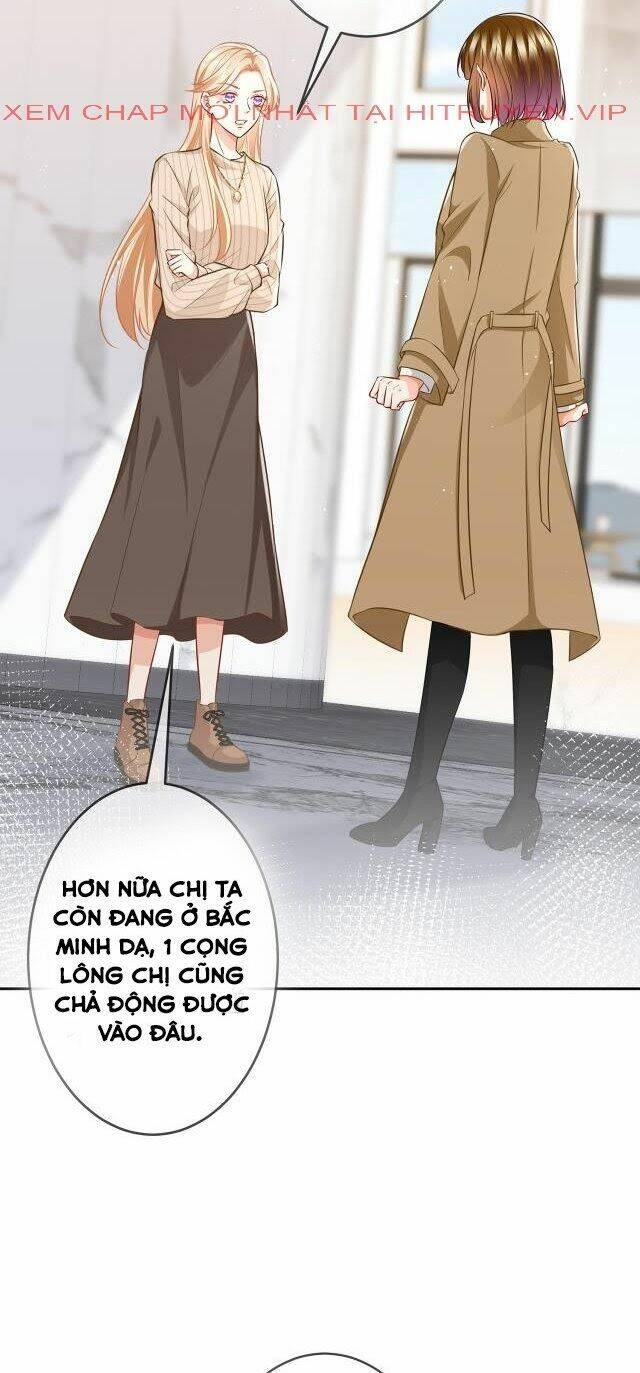 XEM CHAP MỚI NHẤT TẠI HITRUYEN.VIP
HƠN NỮA CHỊ TA
CÒN ĐANG Ở BẮC
MINH DẠ, 1 CỌNG
LÔNG CHỊ CŨNG
CHẢ ĐỘNG ĐƯỢC
VÀO ĐÂU.